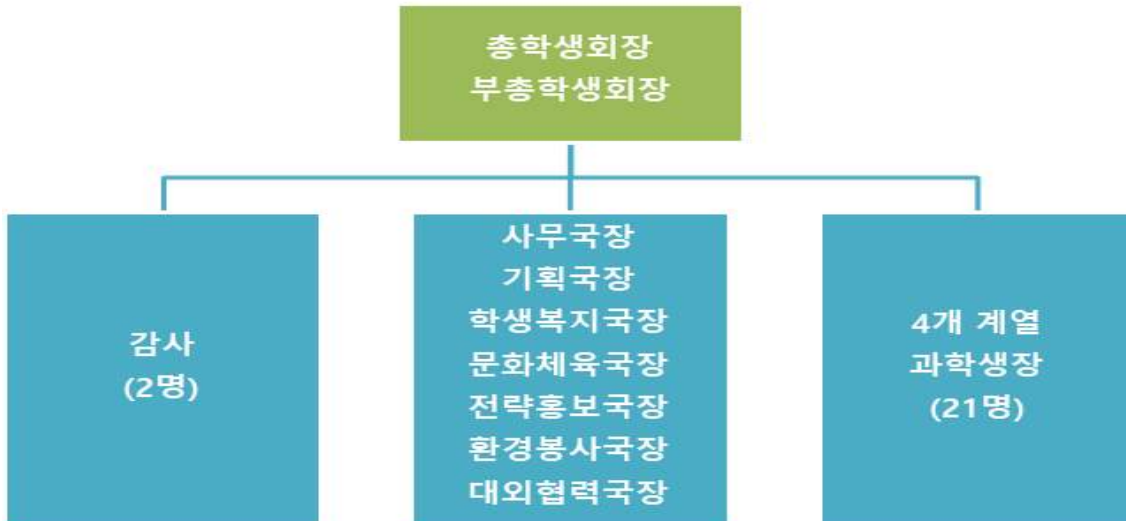 총학생회장
부총학생회장
감사
(2명)
사무국장
기획국장
학생복지국장
문화체육국장
전략홍보국장
환경봉사국장
대외협력국장
4개 계열
과학생장
(21명)